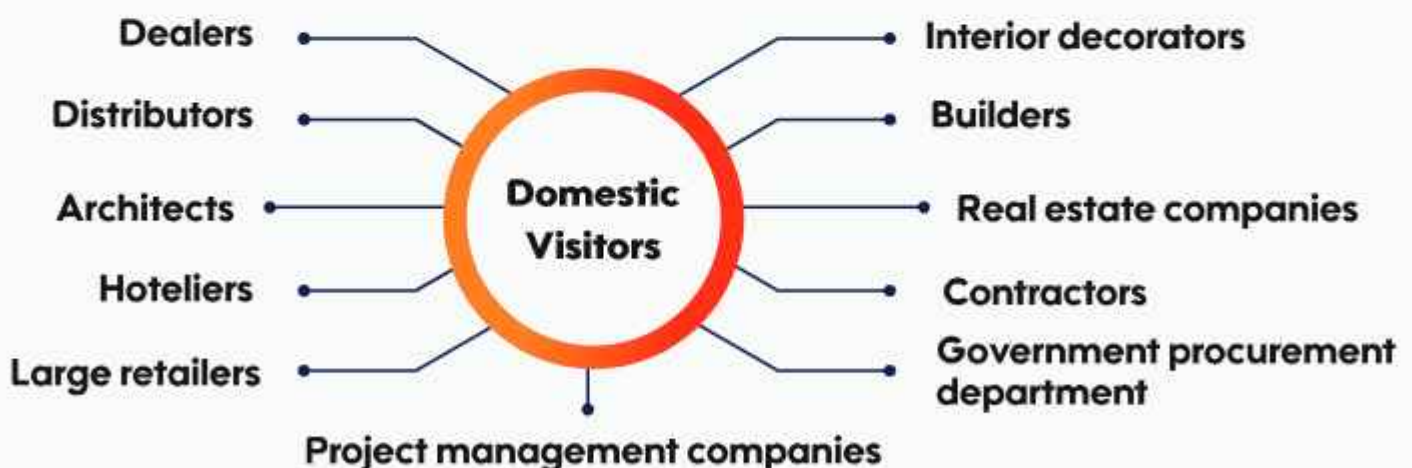 Dealers
Distributors
Architects
Hoteliers
Large retailers
Domestic
Visitors
Interior decorators
Builders
Real estate companies
Contractors
Government procurement
department
Project management companies